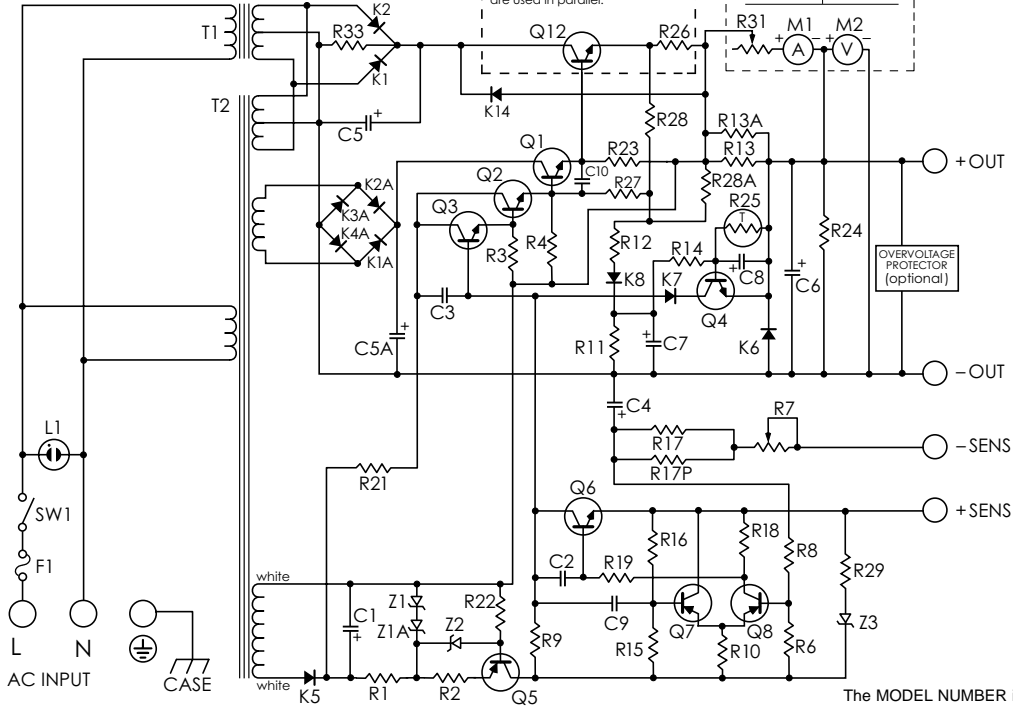 are used in parallel.
K2
T1
R33
K1
Q12
R26
R31
M1
M2
+ −
+ −
A
V
T2
C5
+
K14
R28
R13A
R13
+ OUT
Q1
R23
C10
R27
R28A
Q2
K2A
K3A
K4A
K1A
Q3
R3
R4
R25
T
R12
R14
C8
+
K8
K7
Q4
R24
C6
+
OVERVOLTAGE
PROTECTOR
(optional)
C3
C5A
+
R11
C7
+
K6
− OUT
C4
+
R17
R17P
R7
− SENS
L1
R21
Q6
+ SENS
SW1
F1
C2
R19
R16
R18
R8
R29
white
C1
+
Z1
Z1A
Z2
R22
R9
C9
Q7
Q8
R15
R10
R6
Z3
L
N
AC INPUT
CASE
white
K5
R1
R2
Q5
The MODEL NUMBER